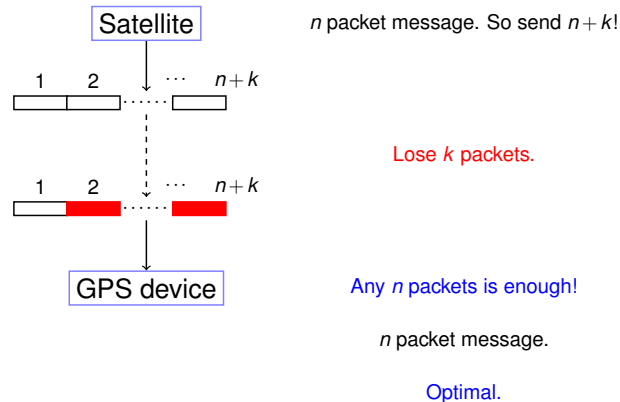 Satellite
n packet message. So send n + k!
1 2 ··· n + k
······
Lose k packets.
1 2 ··· n + k
······
GPS device
Any n packets is enough!
n packet message.
Optimal.